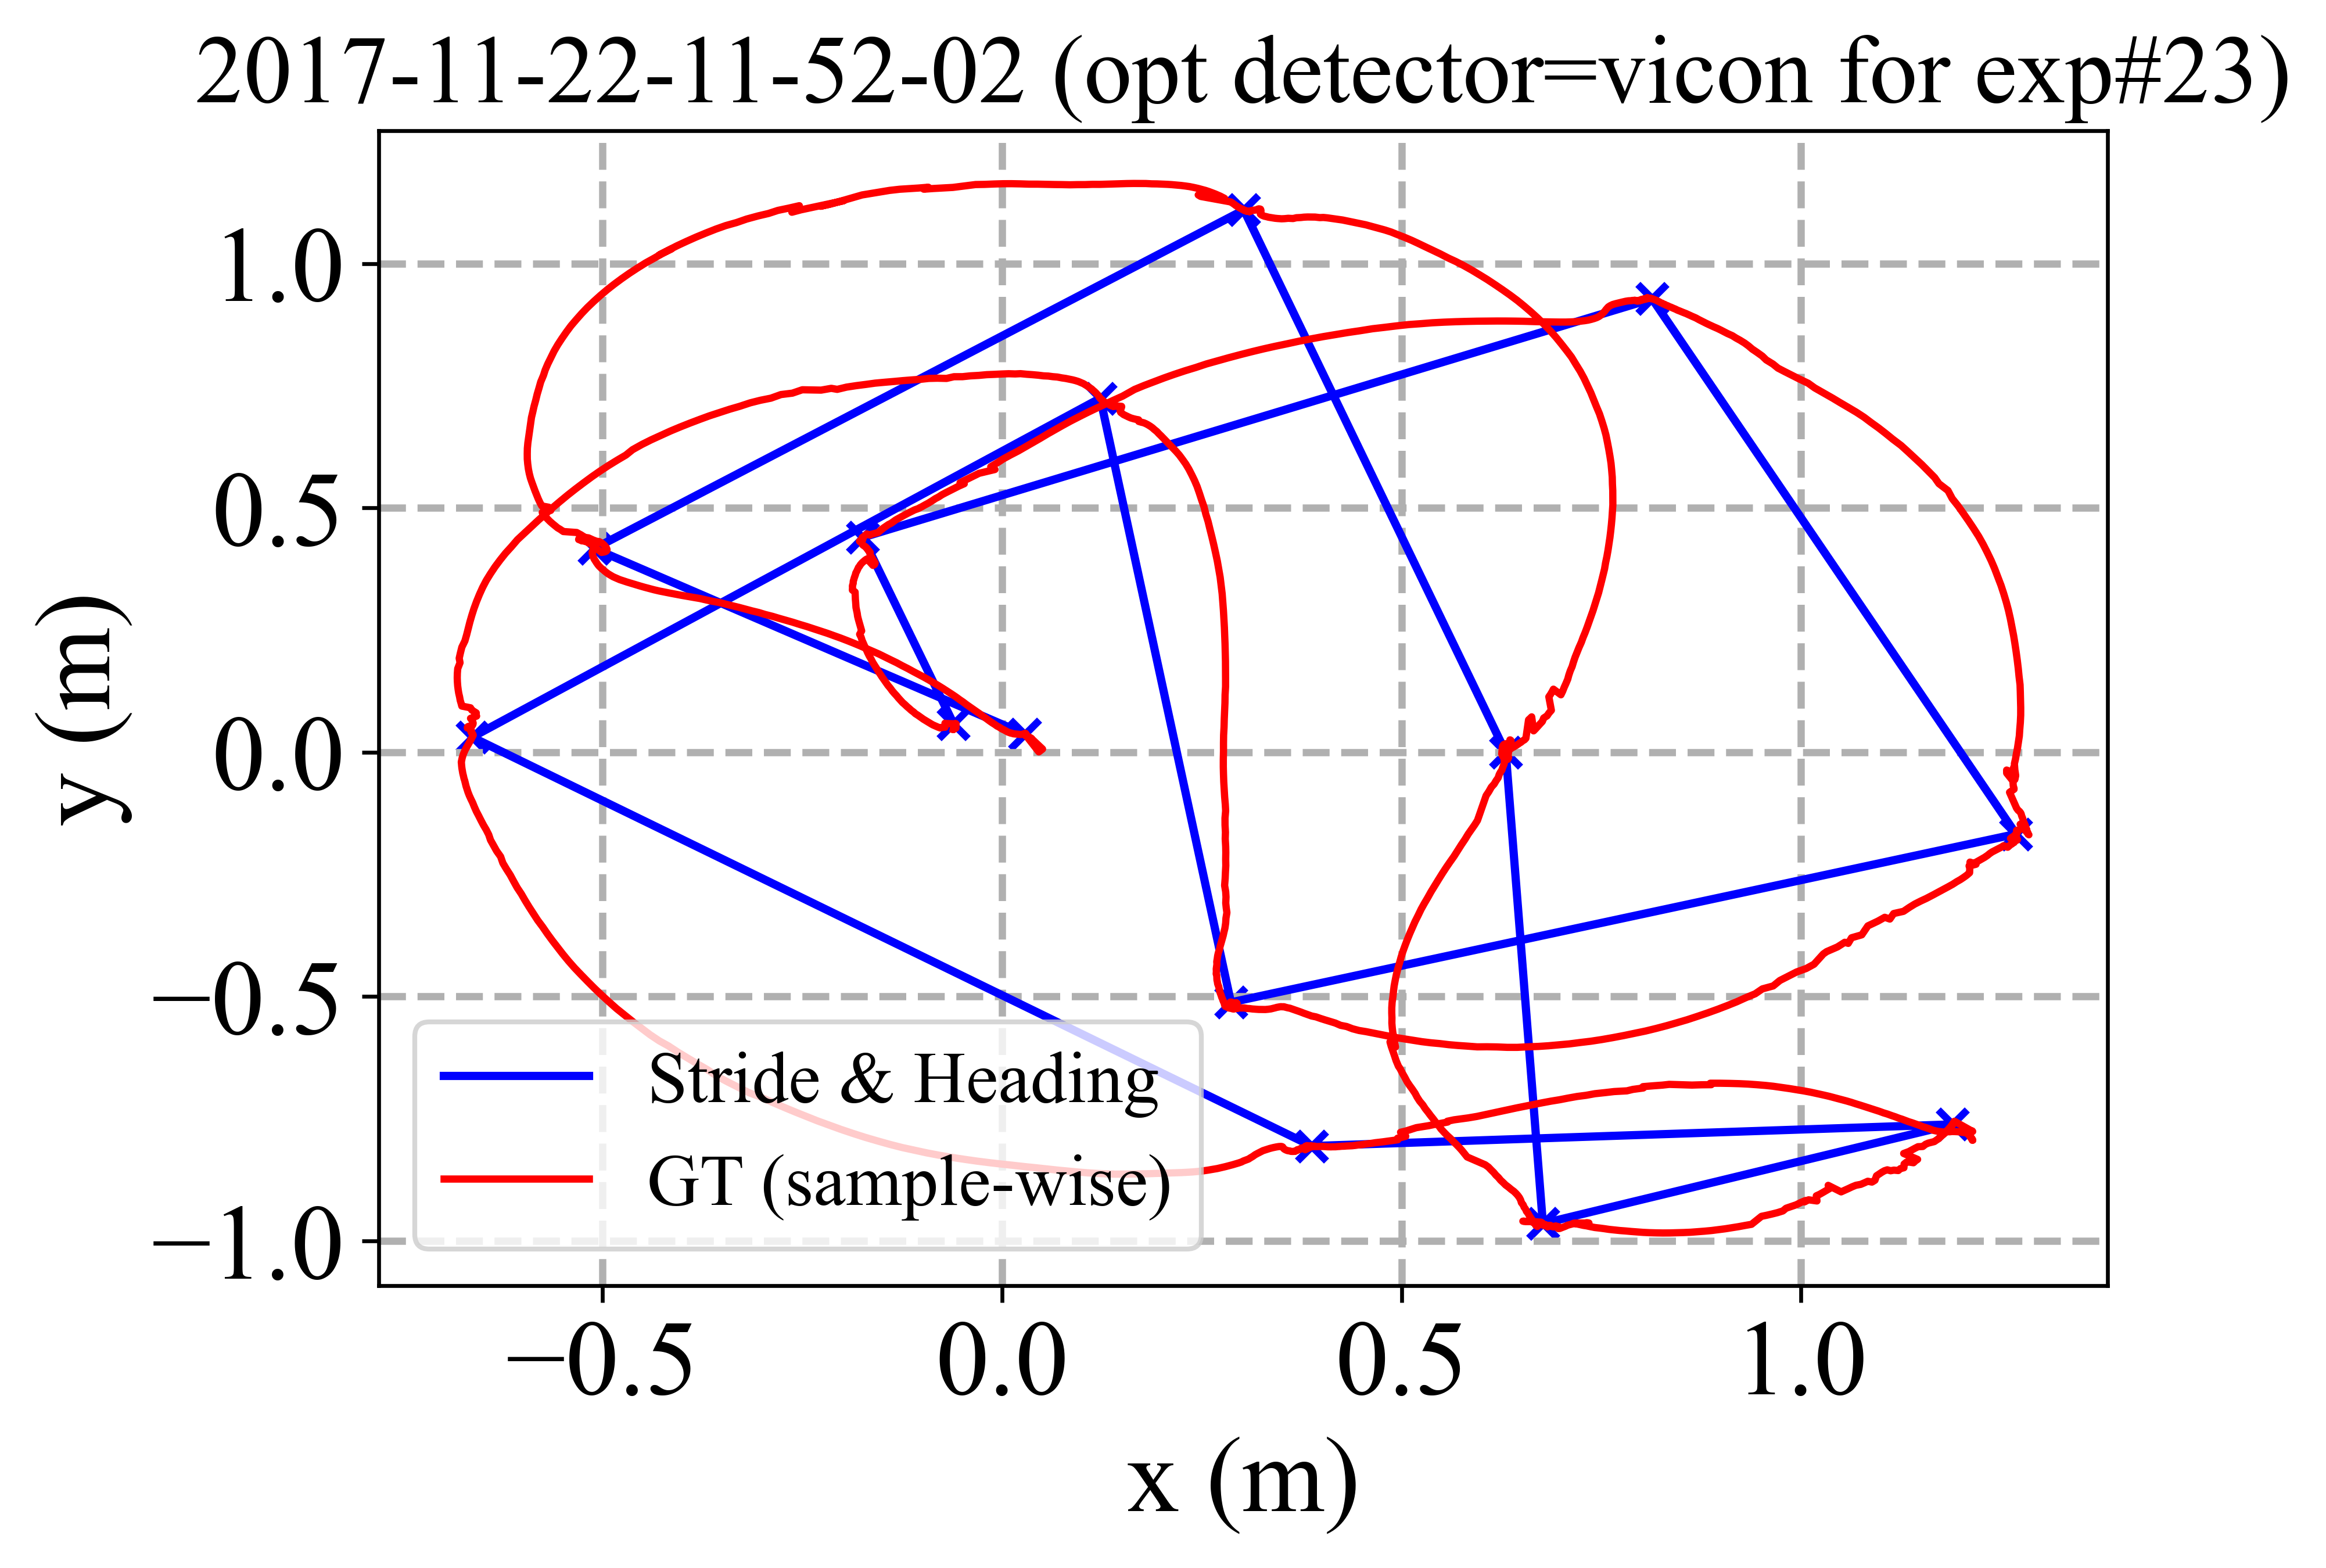 2017-11-22-11-52-02 (opt detector=vicon for exp#23)
y (m)
1.0
0.5
0.0
−0.5
−1.0
Stride & Heading
GT (sample-wise)
−0.5 0.0 0.5 1.0
x (m)